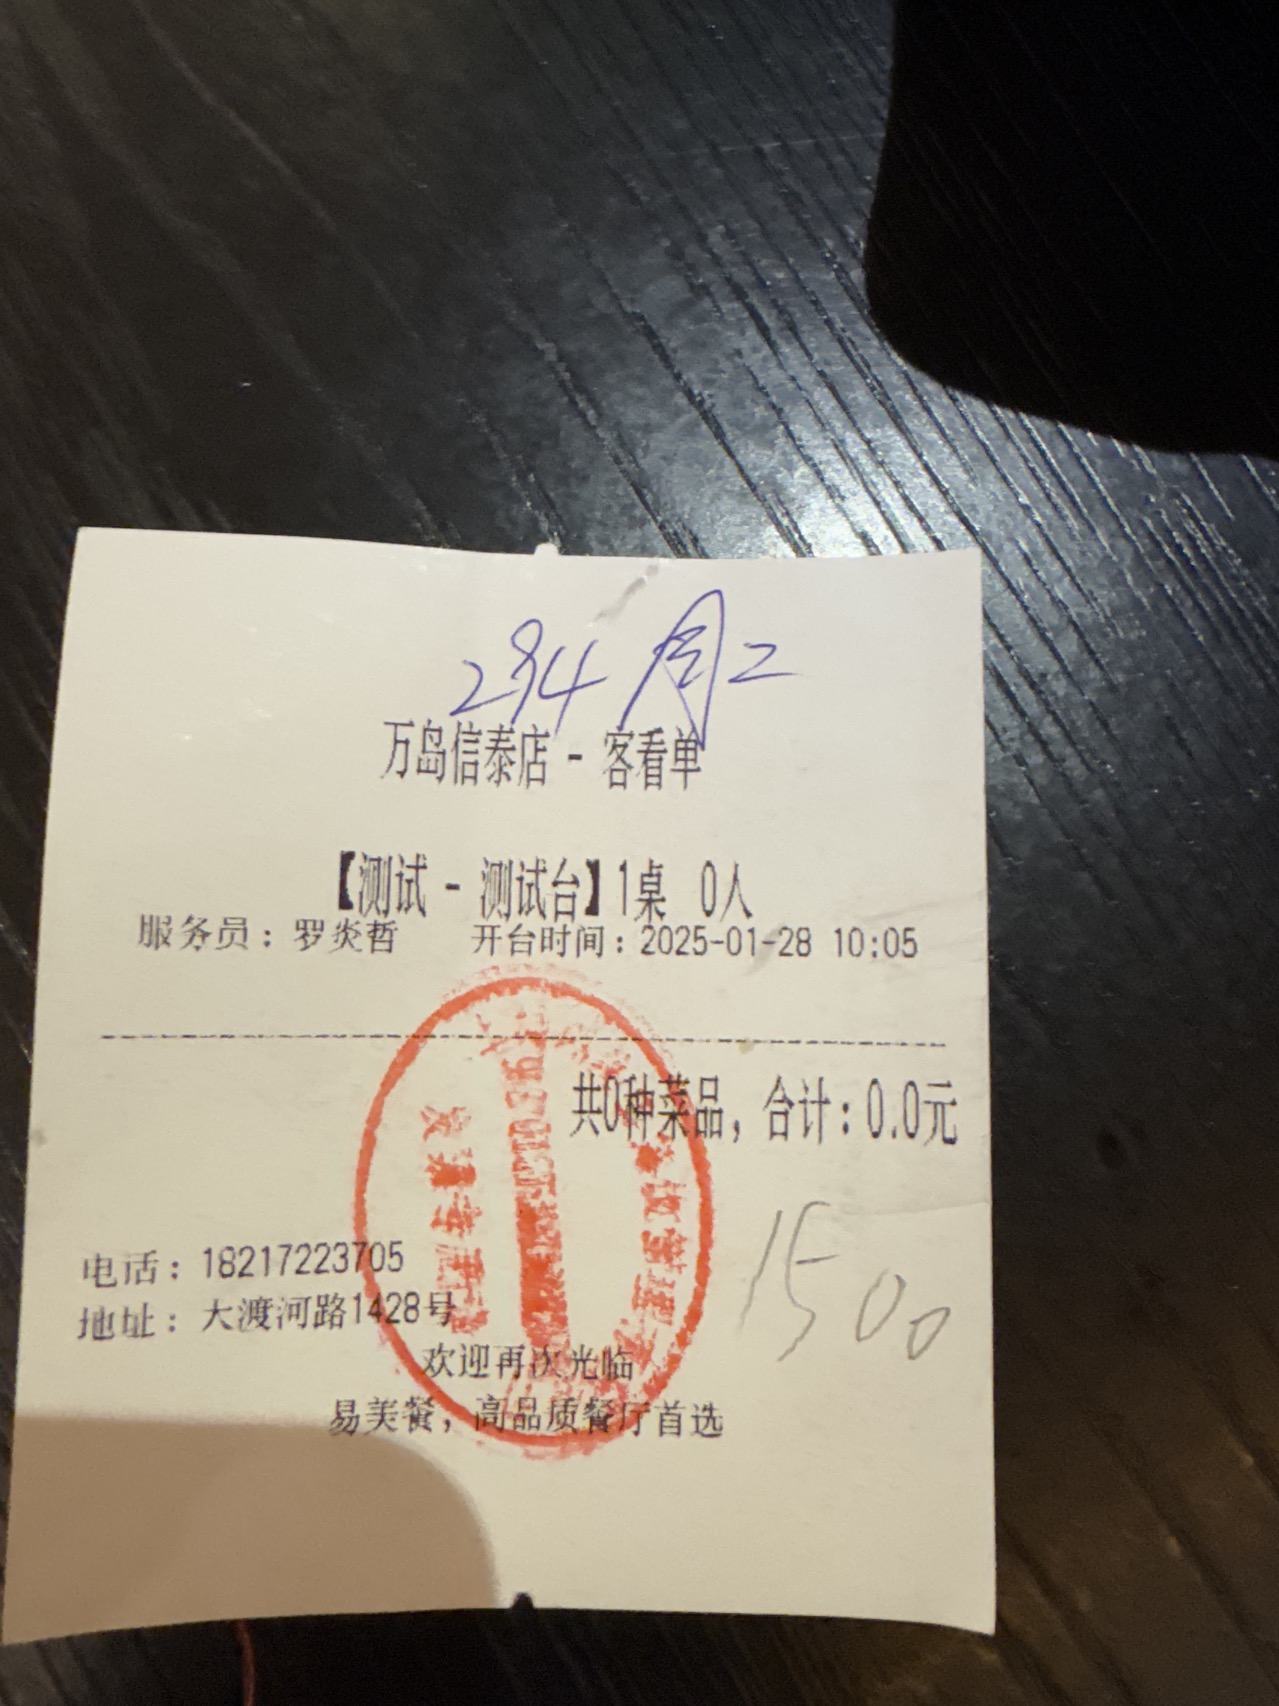 294 周二
万岛信泰店 - 客看单
【测试 - 测试台】1桌 0人
服务员：罗炎哲 开台时间：2025-01-28 10:05
共0种菜品，合计：0.0元
1500
电话：18217223705
地址：大渡河路1428号
欢迎再次光临
易美餐，高品质餐厅首选